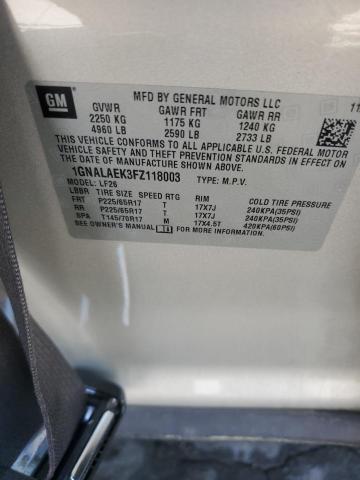 GM
MFD BY GENERAL MOTORS LLC
11
GVWR GAWR FRT GAWR RR
2250 KG 1175 KG 1240 KG
4960 LB 2590 LB 2733 LB
THIS VEHICLE CONFORMS TO ALL APPLICABLE U.S. FEDERAL MOTOR
VEHICLE SAFETY AND THEFT PREVENTION STANDARDS IN EFFECT ON
THE DATE OF MANUFACTURE SHOWN ABOVE.
1GNALAEK3FZ118003 TYPE: M.P.V.
MODEL: LF26
LBBR TIRE SIZE SPEED RTG RIM COLD TIRE PRESSURE
FRT P225/65R17 T 17X7J 240KPA(35PSI)
RR P225/65R17 T 17X7J 240KPA(35PSI)
SPA T145/70R17 M 17X4.5T 420KPA(60PSI)
SEE OWNER'S MANUAL FOR MORE INFORMATION.